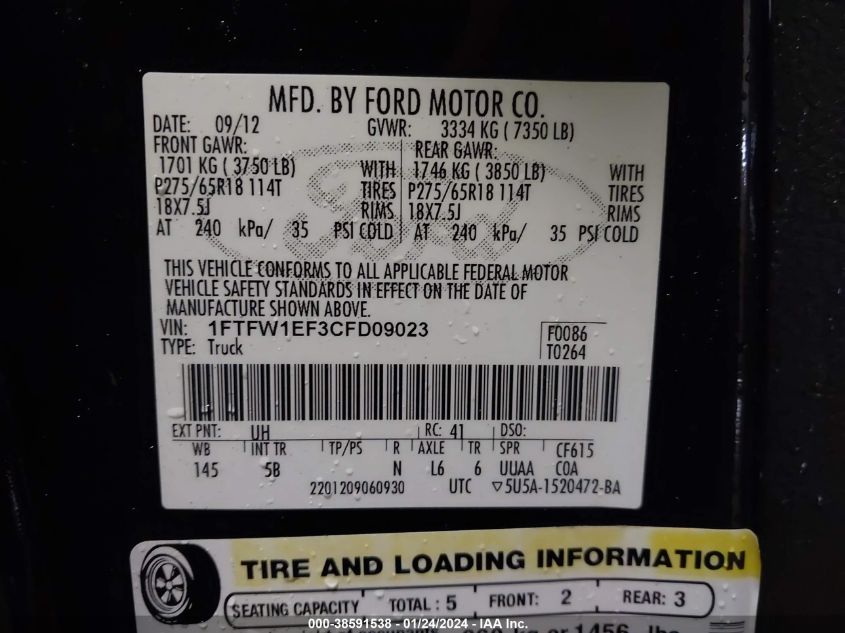 MFD. BY FORD MOTOR CO.
DATE: 09/12 GVWR: 3334 KG ( 7350 LB)
FRONT GAWR: REAR GAWR:
1701 KG ( 3750 LB) WITH 1746 KG ( 3850 LB) WITH
P275/65R18 114T TIRES P275/65R18 114T TIRES
18X7.5J RIMS 18X7.5J RIMS
AT 240 kPa/ 35 PSI COLD AT 240 kPa/ 35 PSI COLD
Ford
THIS VEHICLE CONFORMS TO ALL APPLICABLE FEDERAL MOTOR
VEHICLE SAFETY STANDARDS IN EFFECT ON THE DATE OF
MANUFACTURE SHOWN ABOVE.
VIN: 1FTFW1EF3CFD09023 F0086
TYPE: Truck T0264
EXT PNT: UH RC: 41 DSO:
WB INT TR TP/PS R AXLE TR SPR CF615
145 5B N L6 6 UUAA COA
2201209060930 UTC ▽5U5A-1520472-BA
TIRE AND LOADING INFORMATION
SEATING CAPACITY TOTAL : 5 FRONT: 2 REAR: 3
kg or 1456 lbs
000-38591538 - 01/24/2024 - IAA Inc.